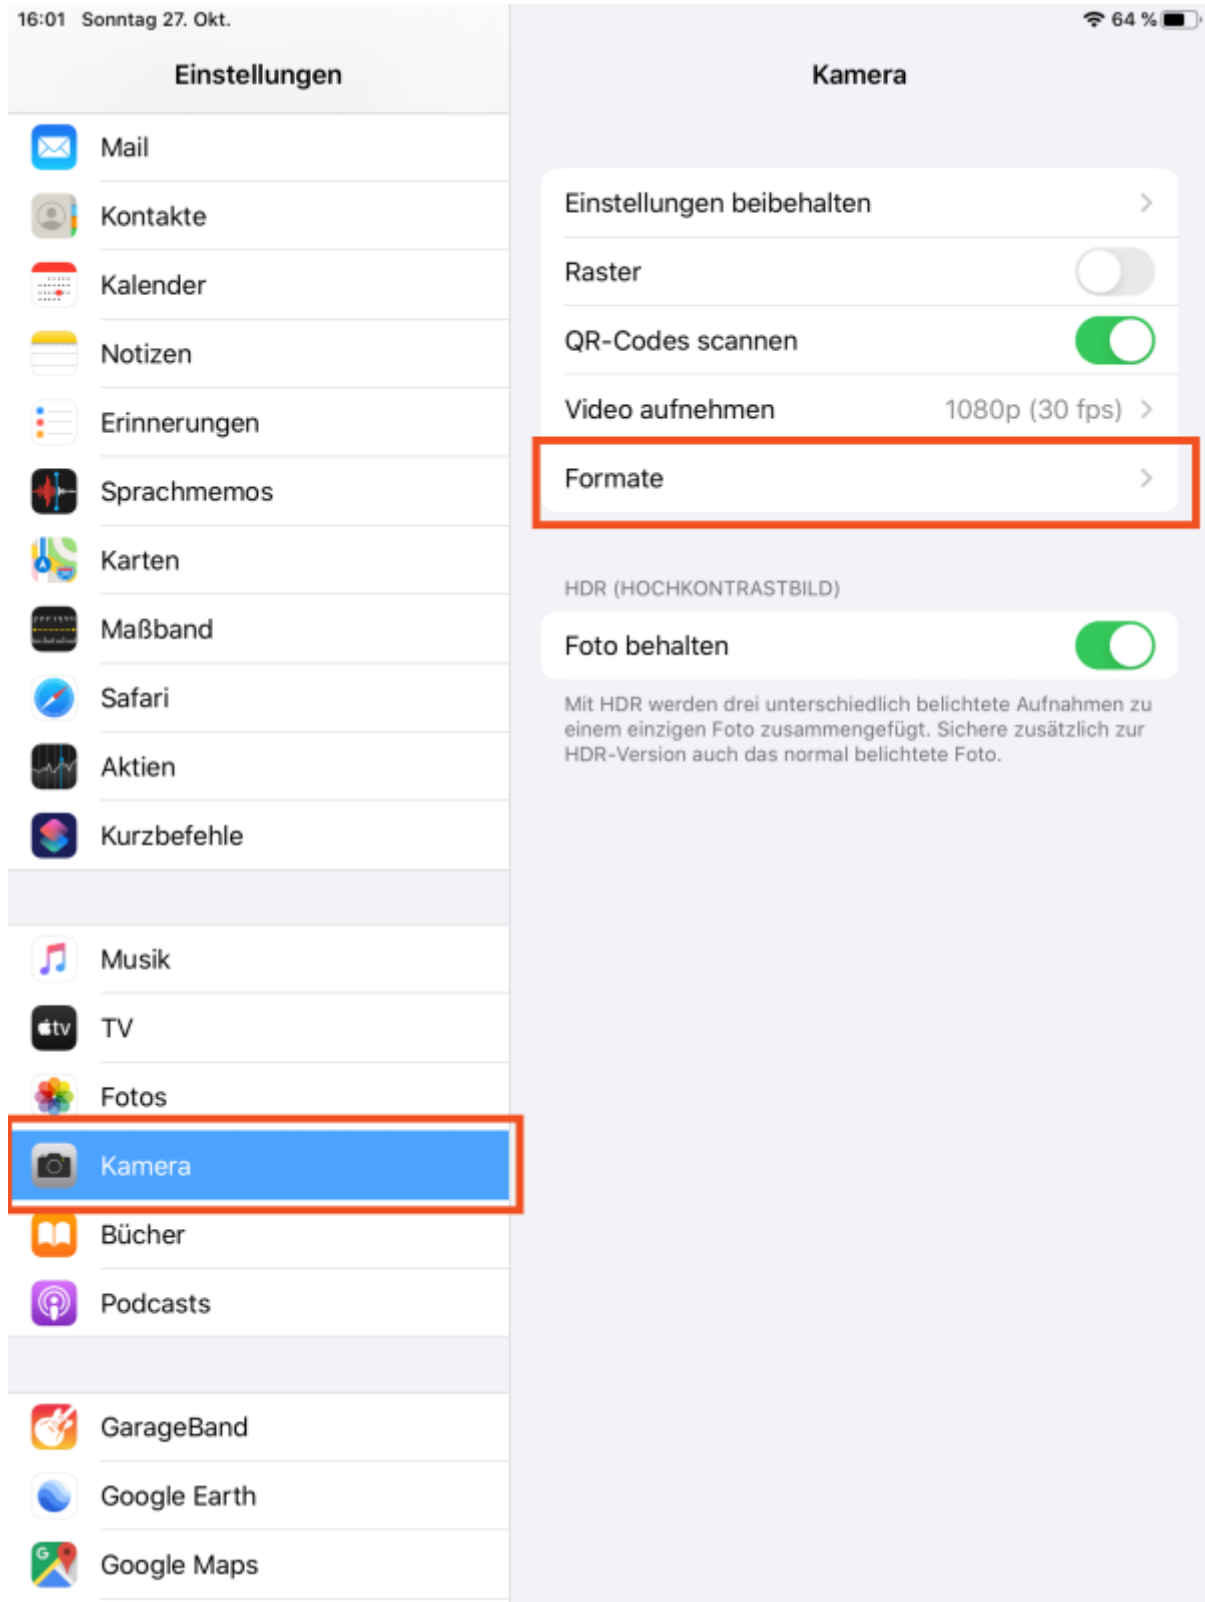 16:01 Sonntag 27. Okt.
64 %
Einstellungen
Mail
Kontakte
Kalender
Notizen
Erinnerungen
Sprachmemos
Karten
Maßband
Safari
Aktien
Kurzbefehle
Musik
tv TV
Fotos
Kamera
Bücher
Podcasts
GarageBand
Google Earth
G Google Maps
Kamera
Einstellungen beibehalten
Raster
QR-Codes scannen
Video aufnehmen 1080p (30 fps)
Formate
HDR (HOCHKONTRASTBILD)
Foto behalten
Mit HDR werden drei unterschiedlich belichtete Aufnahmen zu
einem einzigen Foto zusammengefügt. Sichere zusätzlich zur
HDR-Version auch das normal belichtete Foto.